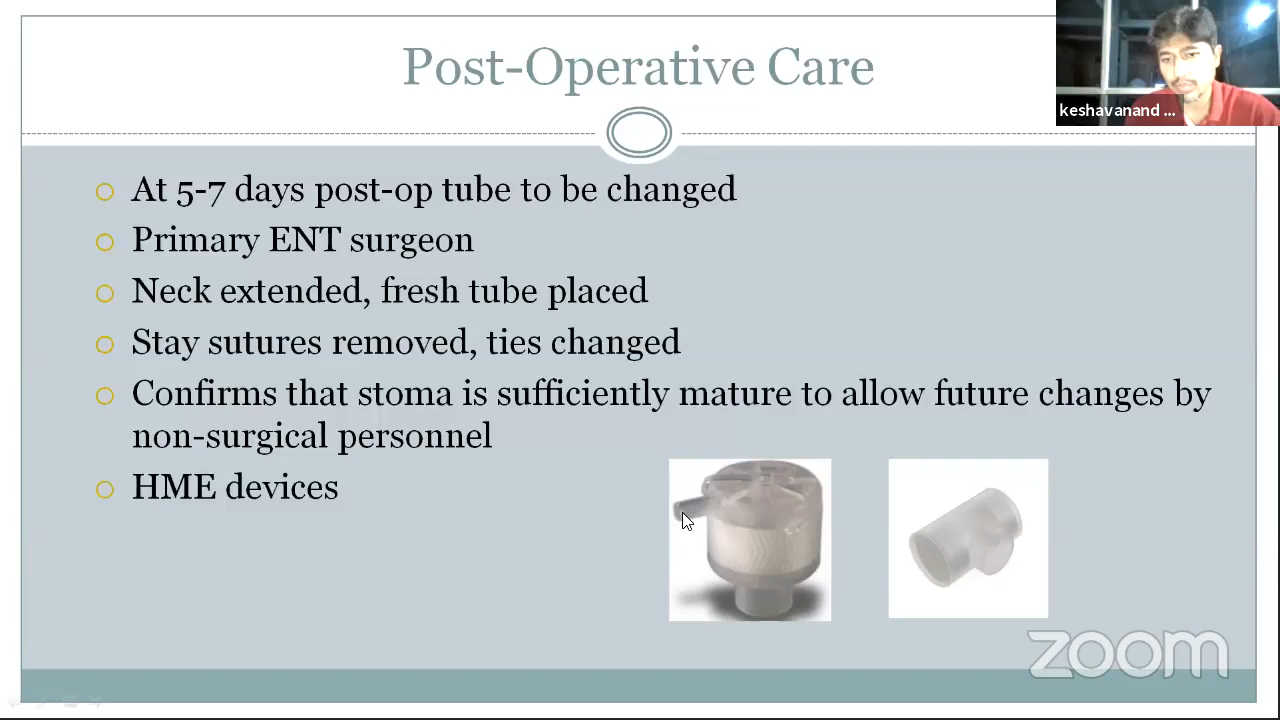 Post-Operative Care
keshavanand ...
At 5-7 days post-op tube to be changed
Primary ENT surgeon
Neck extended, fresh tube placed
Stay sutures removed, ties changed
Confirms that stoma is sufficiently mature to allow future changes by
non-surgical personnel
HME devices
zoom